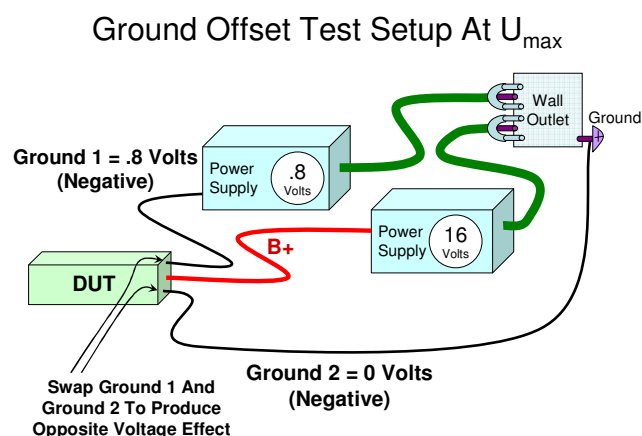 Ground Offset Test Setup At Umax
Wall
Outlet
Ground
Ground 1 = .8 Volts
(Negative)
Power
Supply
.8
Volts
Power
Supply
16
Volts
B+
DUT
Ground 2 = 0 Volts
(Negative)
Swap Ground 1 And
Ground 2 To Produce
Opposite Voltage Effect